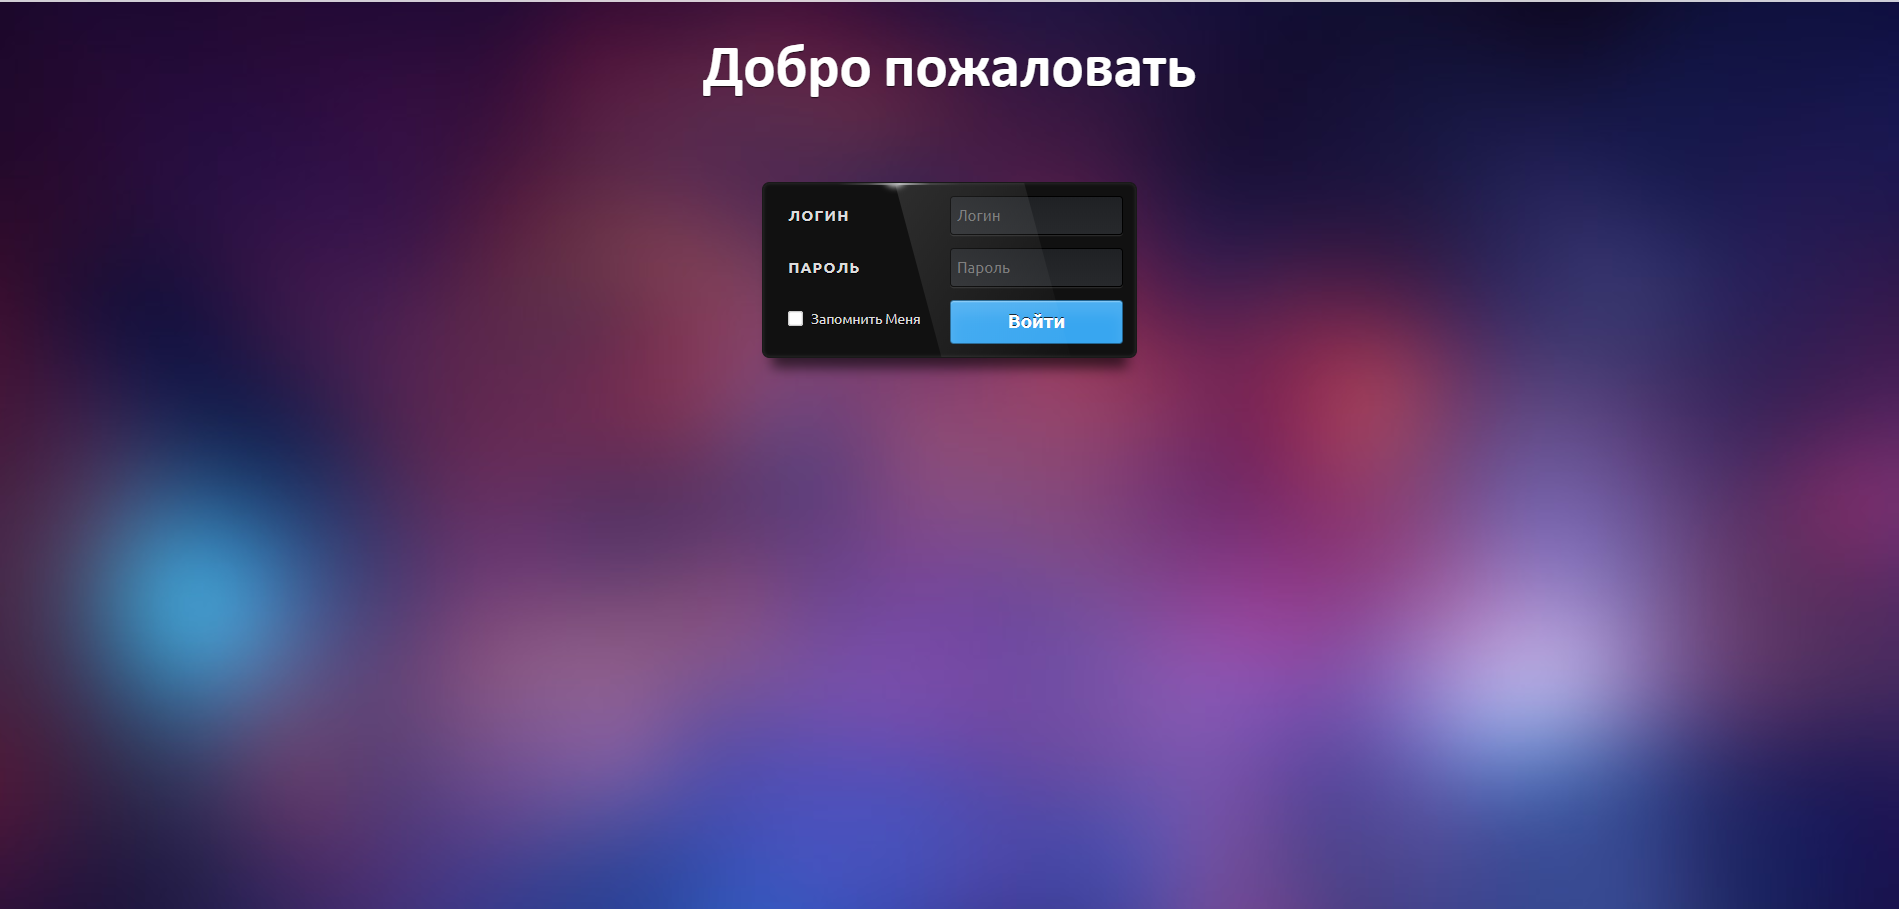 Добро пожаловать
ЛОГИН
Логин
ПАРОЛЬ
Пароль
Запомнить Меня
Войти